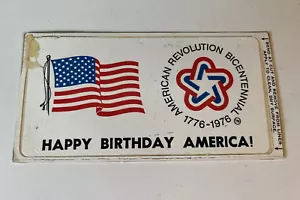 AMERICAN REVOLUTION BICENTENNIAL
1776-1976
HAPPY BIRTHDAY AMERICA!